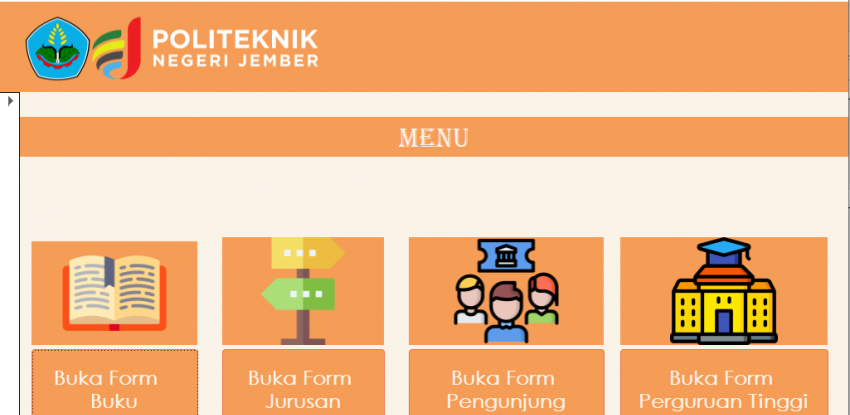 POLITEKNIK
NEGERI JEMBER
MENU
Buka Form
Buku
Buka Form
Jurusan
Buka Form
Pengunjung
Buka Form
Perguruan Tinggi